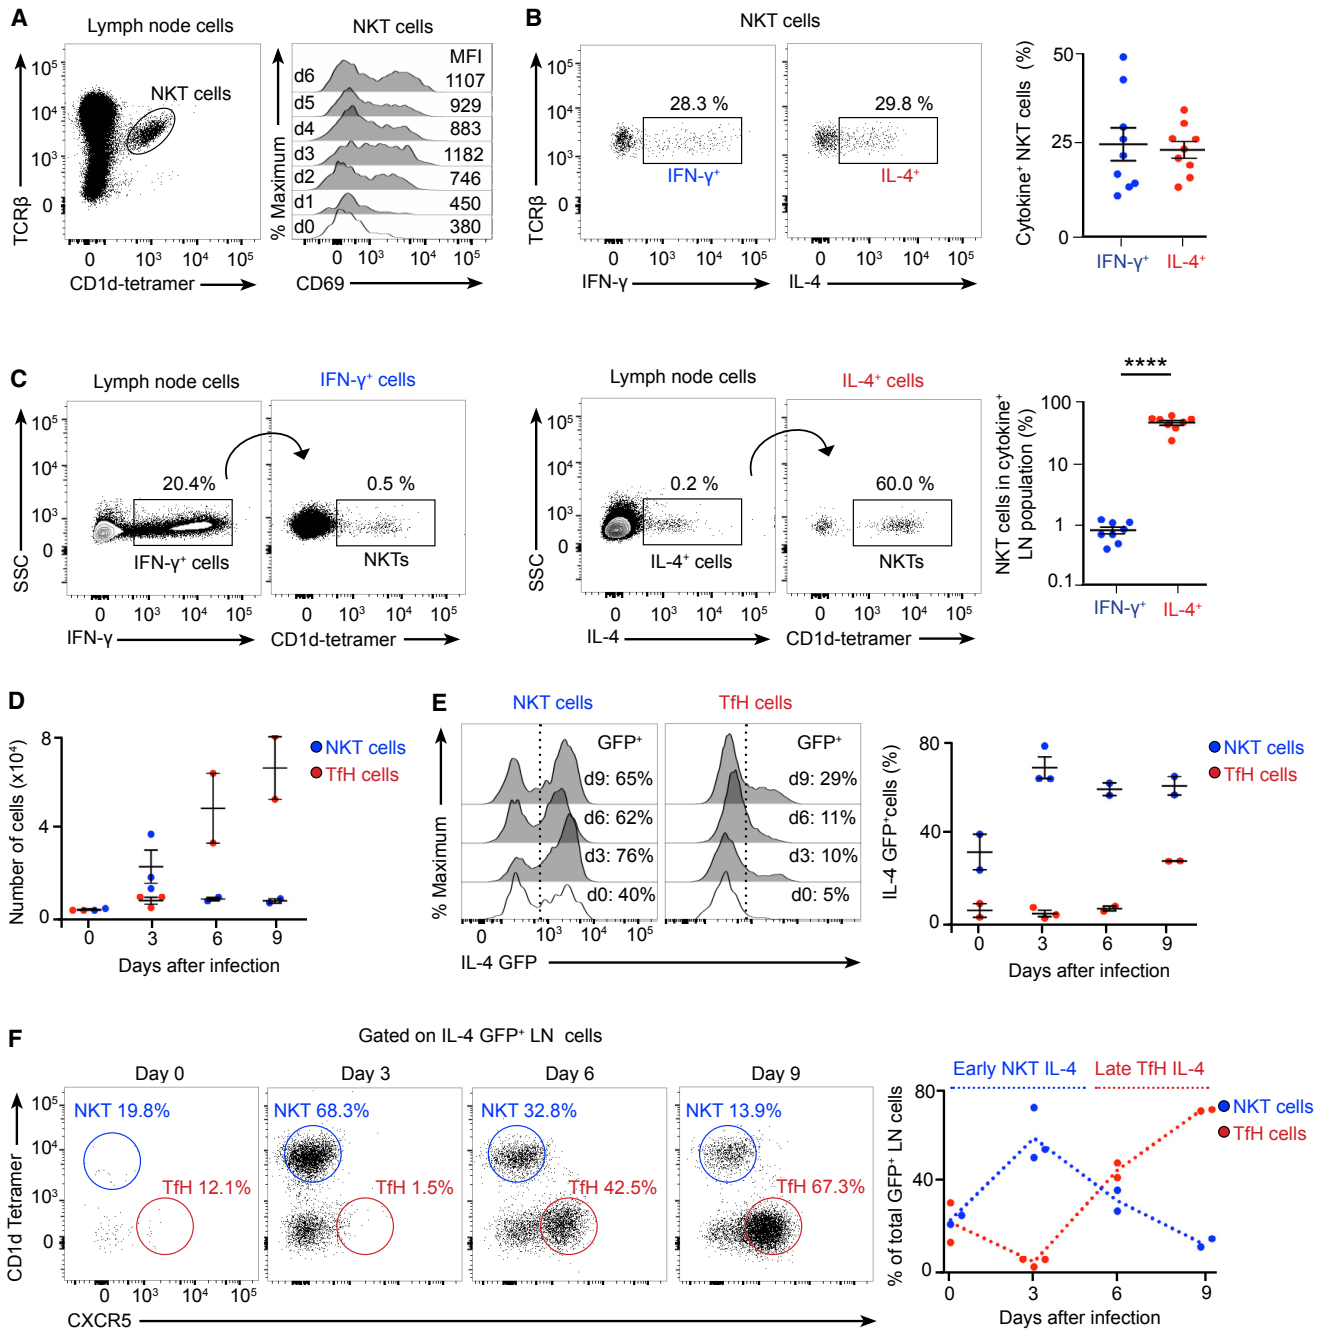 A
Lymph node cells
NKT cells
10⁵
10⁴
10³
0
TCRβ
0 10³ 10⁴ 10⁵
CD1d-tetramer
NKT cells
% Maximum
MFI
d6 1107
d5 929
d4 883
d3 1182
d2 746
d1 450
d0 380
0 10³ 10⁴ 10⁵
CD69
B
NKT cells
10⁵
10⁴
10³
0
TCRβ
28.3 %
IFN-γ⁺
0 10³ 10⁴ 10⁵
IFN-γ
29.8 %
IL-4⁺
0 10³ 10⁴ 10⁵
IL-4
Cytokine⁺ NKT cells (%)
50
25
0
IFN-γ⁺ IL-4⁺
C
Lymph node cells
10⁵
10⁴
10³
0
SSC
20.4%
IFN-γ⁺ cells
0 10³ 10⁴ 10⁵
IFN-γ
IFN-γ⁺ cells
0.5 %
NKTs
0 10³ 10⁴ 10⁵
CD1d-tetramer
Lymph node cells
10⁵
10⁴
10³
0
SSC
0.2 %
IL-4⁺ cells
0 10³ 10⁴ 10⁵
IL-4
IL-4⁺ cells
60.0 %
NKTs
0 10³ 10⁴ 10⁵
CD1d-tetramer
NKT cells in cytokine⁺
LN population (%)
****
100
10
1
0.1
IFN-γ⁺ IL-4⁺
D
Number of cells (x10⁴)
8
4
0
0 3 6 9
Days after infection
NKT cells
TfH cells
E
NKT cells
% Maximum
GFP⁺
d9: 65%
d6: 62%
d3: 76%
d0: 40%
0 10³ 10⁴ 10⁵
IL-4 GFP
TfH cells
GFP⁺
d9: 29%
d6: 11%
d3: 10%
d0: 5%
IL-4 GFP⁺cells (%)
80
40
0
0 3 6 9
Days after infection
NKT cells
TfH cells
F
Gated on IL-4 GFP⁺ LN cells
Day 0
Day 3
Day 6
Day 9
10⁵
10⁴
10³
0
CD1d Tetramer
NKT 19.8%
TfH 12.1%
NKT 68.3%
TfH 1.5%
NKT 32.8%
TfH 42.5%
NKT 13.9%
TfH 67.3%
0 10³ 10⁴ 10⁵
CXCR5
Early NKT IL-4 Late TfH IL-4
% of total GFP⁺ LN cells
80
40
0
0 3 6 9
Days after infection
NKT cells
TfH cells